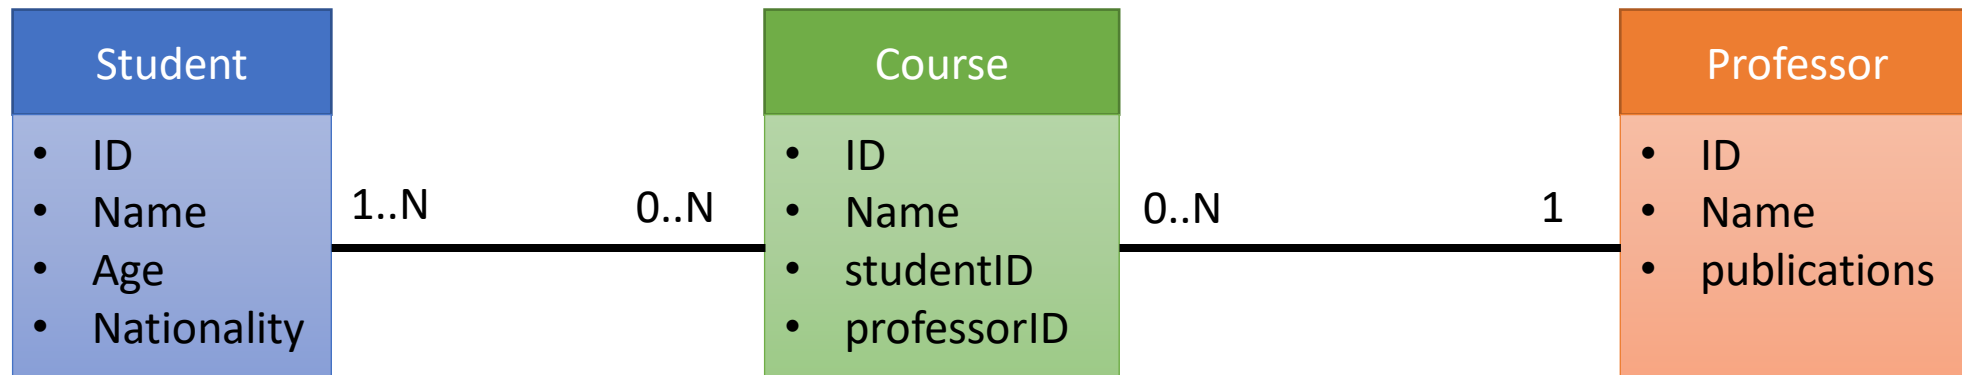 Student
• ID
• Name
• Age
• Nationality
1..N
0..N
Course
• ID
• Name
• studentID
• professorID
0..N
1
Professor
• ID
• Name
• publications